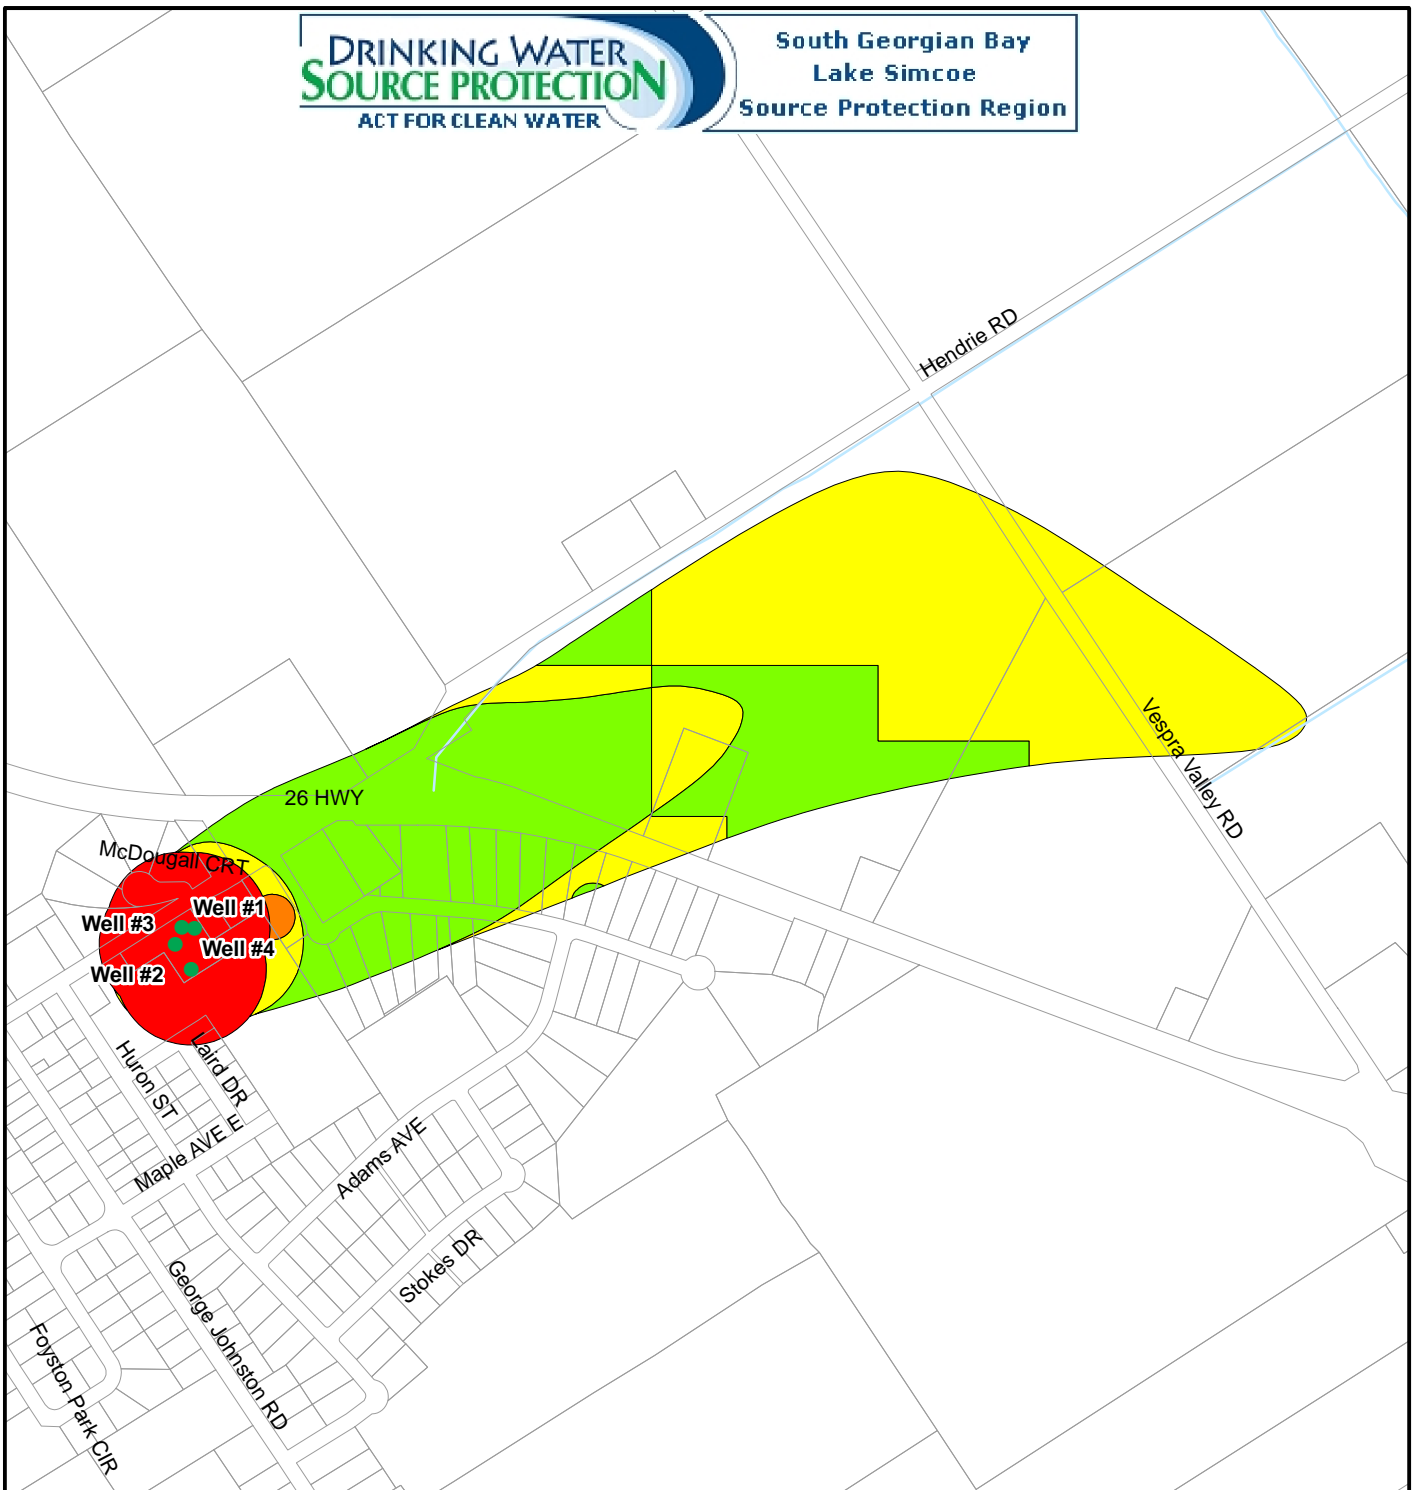 DRINKING WATER
SOURCE PROTECTION
ACT FOR CLEAN WATER
South Georgian Bay
Lake Simcoe
Source Protection Region
Hendrie RD
Vespra Valley RD
26 HWY
McDougall CRT
Well #1
Well #3
Well #4
Well #2
Huron ST
Laird DR
Maple AVE E
Adams AVE
Stokes DR
George Johnston RD
Foyston Park CIR